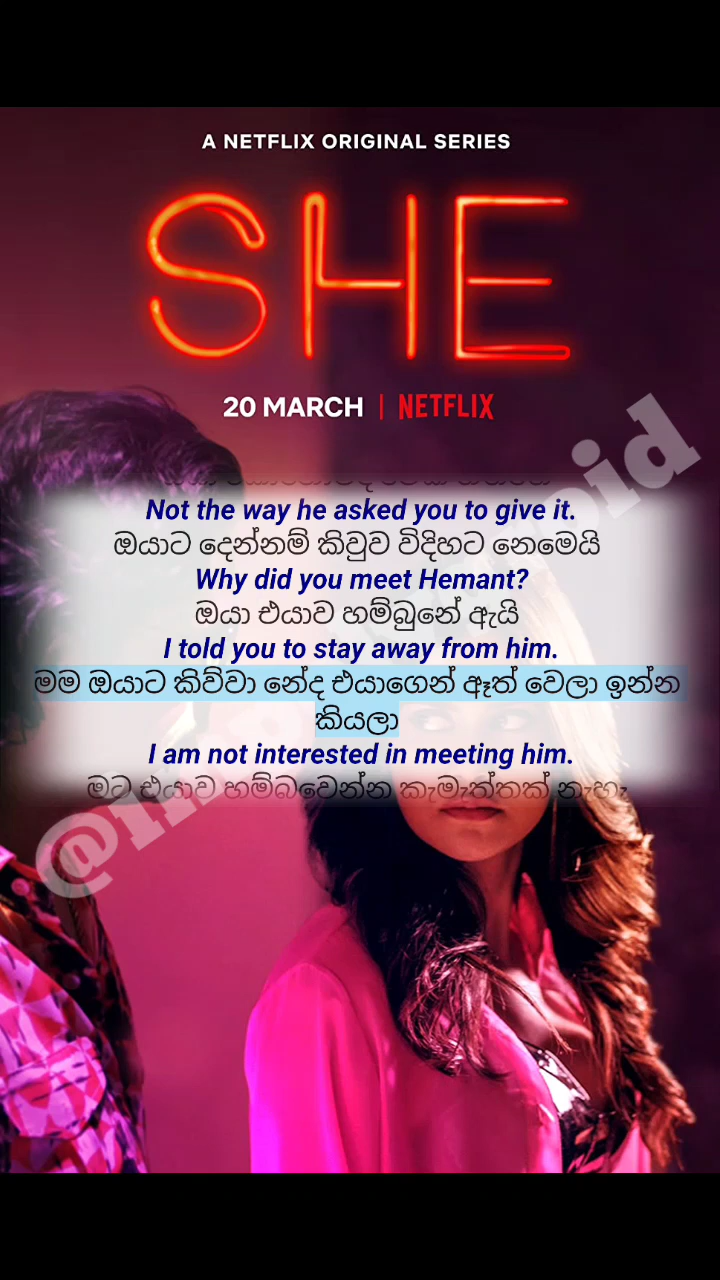 A NETFLIX ORIGINAL SERIES
SHE
20 MARCH | NETFLIX
Not the way he asked you to give it.
ඔයාට දෙන්නම් කිවුව විදිහට නෙමෙයි
Why did you meet Hemant?
ඔයා එයාව හම්බුනේ ඇයි
I told you to stay away from him.
මම ඔයාට කිව්වා නේද එයාගෙන් ඈත් වෙලා ඉන්න
කියලා
I am not interested in meeting him.
මට එයාව හම්බවෙන්න කැමැත්තක් නැහැ